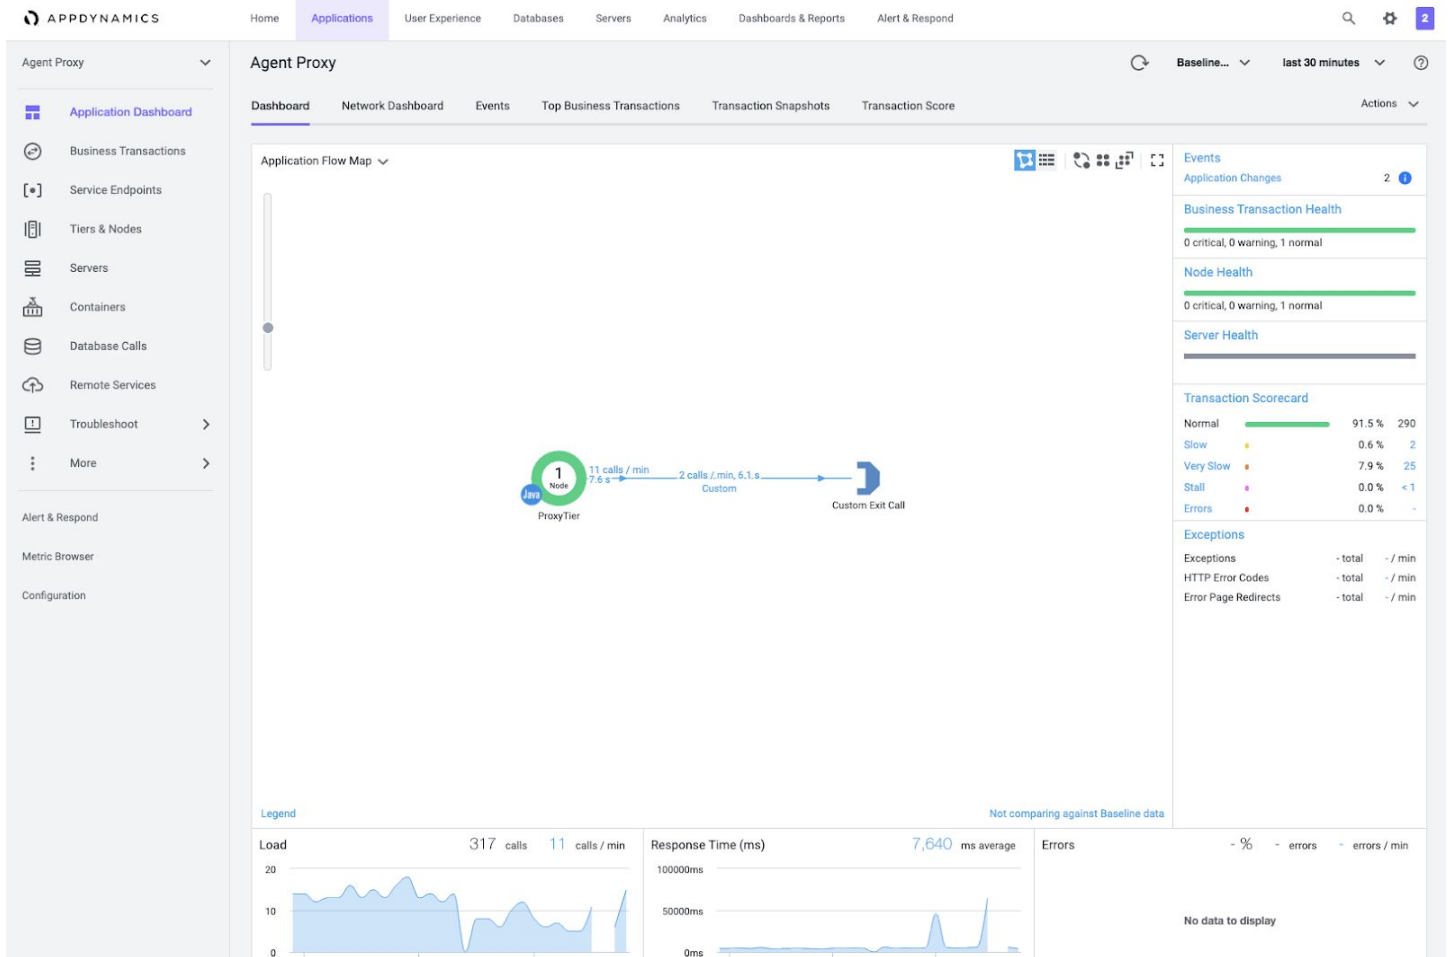 APPDYNAMICS
Home Applications User Experience Databases Servers Analytics Dashboards & Reports Alert & Respond
2
Agent Proxy
Application Dashboard
Business Transactions
Service Endpoints
Tiers & Nodes
Servers
Containers
Database Calls
Remote Services
Troubleshoot
More
Alert & Respond
Metric Browser
Configuration
Agent Proxy
Baseline... last 30 minutes
Dashboard Network Dashboard Events Top Business Transactions Transaction Snapshots Transaction Score
Actions
Application Flow Map
1
Node
Java
ProxyTier
11 calls / min
7.6 s
2 calls / min, 6.1 s
Custom
Custom Exit Call
Legend
Not comparing against Baseline data
Events
Application Changes 2
Business Transaction Health
0 critical, 0 warning, 1 normal
Node Health
0 critical, 0 warning, 1 normal
Server Health
Transaction Scorecard
Normal 91.5 % 290
Slow 0.6 % 2
Very Slow 7.9 % 25
Stall 0.0 % < 1
Errors 0.0 % -
Exceptions
Exceptions - total - / min
HTTP Error Codes - total - / min
Error Page Redirects - total - / min
Load 317 calls 11 calls / min
20
10
0
Response Time (ms) 7,640 ms average
100000ms
50000ms
0ms
Errors - % - errors - errors / min
No data to display